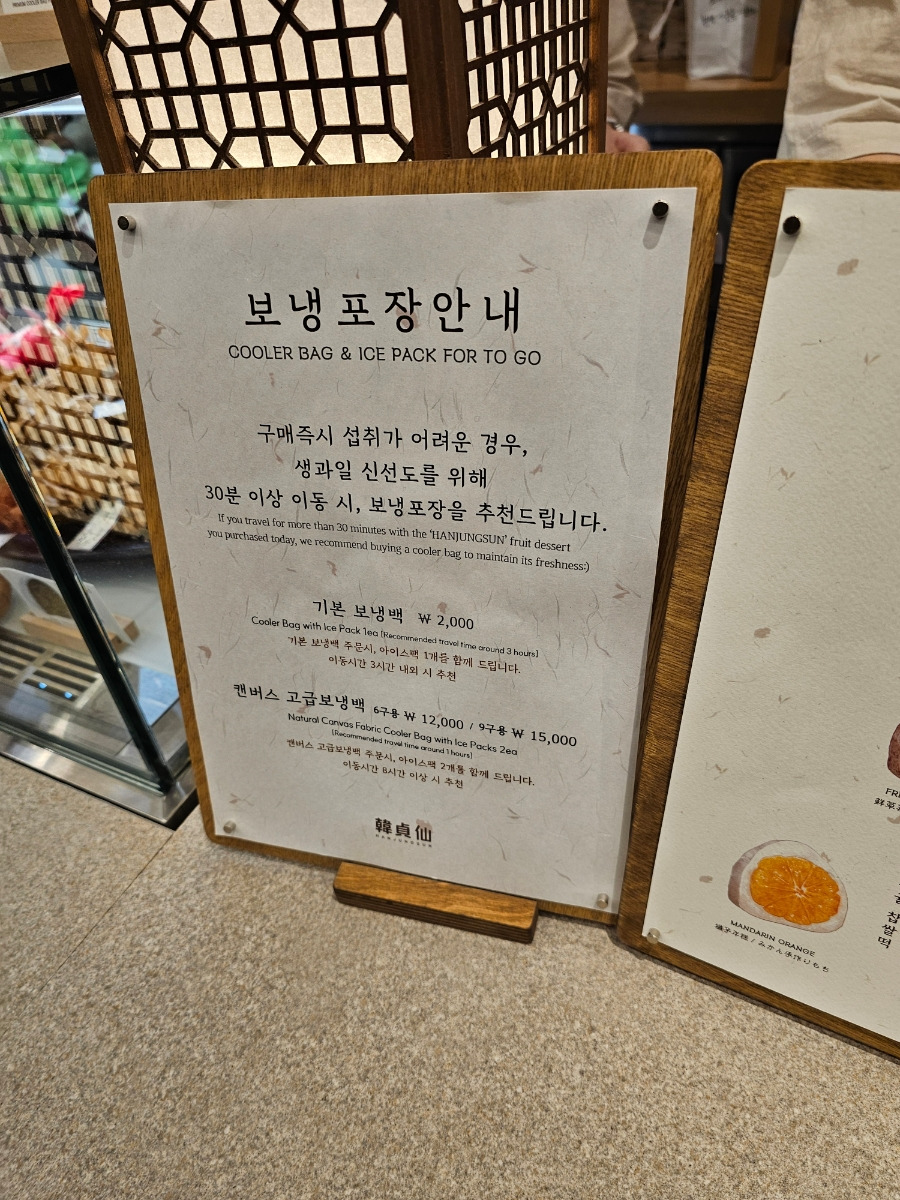 보냉포장안내
COOLER BAG & ICE PACK FOR TO GO
구매즉시 섭취가 어려운 경우,
생과일 신선도를 위해
30분 이상 이동 시, 보냉포장을 추천드립니다.
If you travel for more than 30 minutes with the 'HANJUNGSUN' fruit dessert
you purchased today, we recommend buying a cooler bag to maintain its freshness:)
기본 보냉백 ₩ 2,000
Cooler Bag with Ice Pack 1ea [Recommended travel time around 3 hours]
기본 보냉백 주문시, 아이스팩 1개를 함께 드립니다.
이동시간 3시간 내외 시 추천
캔버스 고급보냉백 6구용 ₩ 12,000 / 9구용 ₩ 15,000
Natural Canvas Fabric Cooler Bag with Ice Packs 2ea
[Recommended travel time around 1 hours]
캔버스 고급보냉백 주문시, 아이스팩 2개를 함께 드립니다.
이동시간 8시간 이상 시 추천
韓貞仙
HANJUNGSUN
MANDARIN ORANGE
찹쌀떡